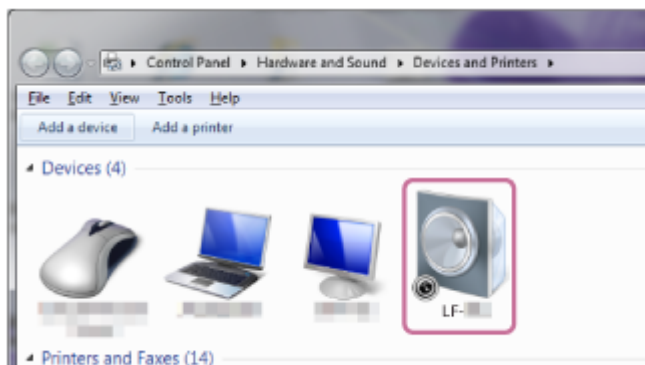 Control Panel ▸ Hardware and Sound ▸ Devices and Printers ▸
File Edit View Tools Help
Add a device Add a printer
Devices (4)
LF-
Printers and Faxes (14)